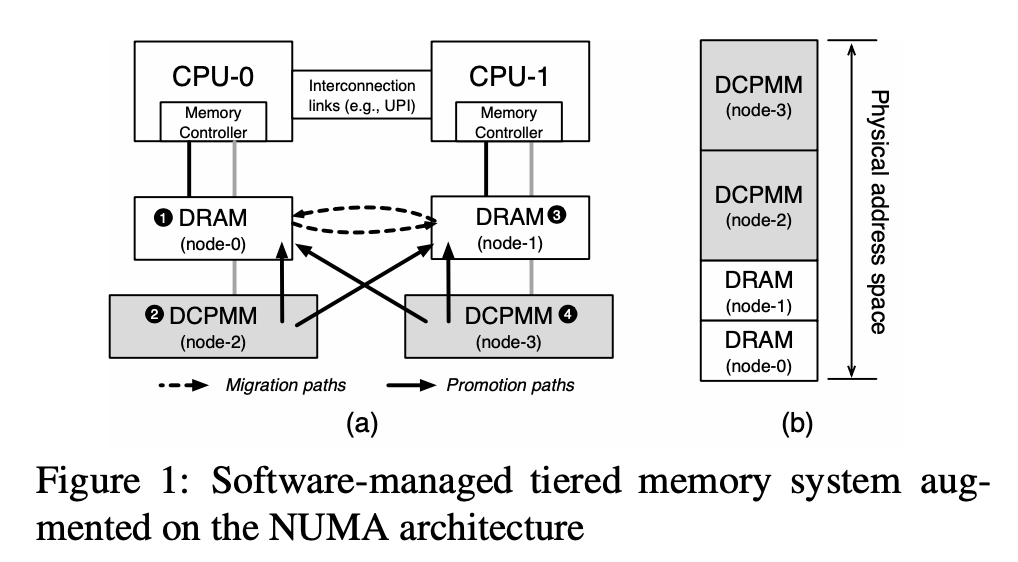 CPU-0
Memory
Controller
Interconnection
links (e.g., UPI)
CPU-1
Memory
Controller
❶ DRAM
(node-0)
DRAM ❸
(node-1)
❷ DCPMM
(node-2)
DCPMM ❹
(node-3)
Migration paths
Promotion paths
(a)
DCPMM
(node-3)
DCPMM
(node-2)
DRAM
(node-1)
DRAM
(node-0)
Physical address space
(b)
Figure 1: Software-managed tiered memory system aug-
mented on the NUMA architecture